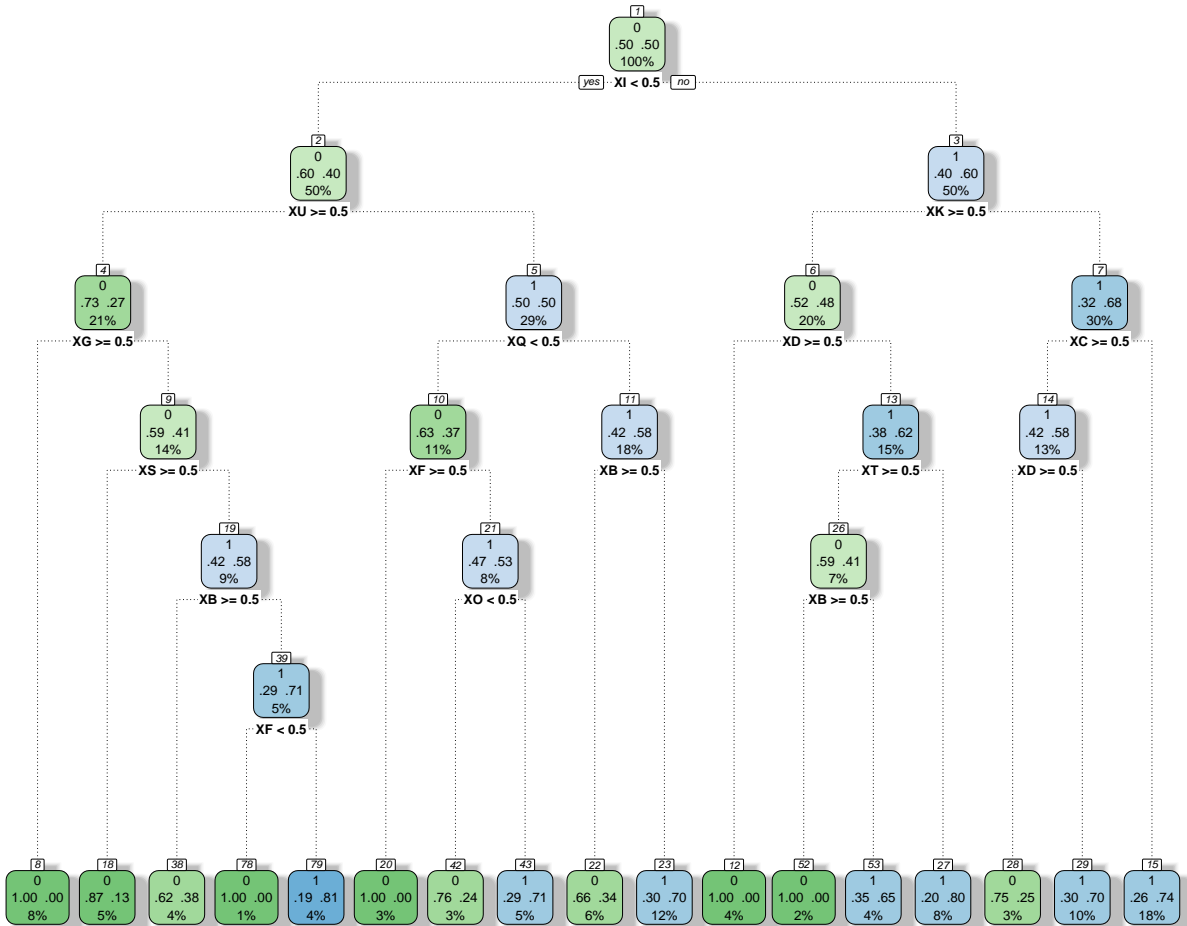 1
0
.50 .50
100%
yes XI < 0.5 no
2 3
0 1
.60 .40 .40 .60
50% 50%
XU >= 0.5 XK >= 0.5
4 5 6 7
0 1 0 1
.73 .27 .50 .50 .52 .48 .32 .68
21% 29% 20% 30%
XG >= 0.5 XQ < 0.5 XD >= 0.5 XC >= 0.5
9 10 11 13 14
0 0 1 1 1
.59 .41 .63 .37 .42 .58 .38 .62 .42 .58
14% 11% 18% 15% 13%
XS >= 0.5 XF >= 0.5 XB >= 0.5 XT >= 0.5 XD >= 0.5
19 21 26
1 1 0
.42 .58 .47 .53 .59 .41
9% 8% 7%
XB >= 0.5 XO < 0.5 XB >= 0.5
39
1
.29 .71
5%
XF < 0.5
8 18 38 78 79 20 42 43 22 23 12 52 53 27 28 29 15
0 0 0 0 1 0 0 1 0 1 0 0 1 1 0 1 1
1.00 .00 .87 .13 .62 .38 1.00 .00 .19 .81 1.00 .00 .76 .24 .29 .71 .66 .34 .30 .70 1.00 .00 1.00 .00 .35 .65 .20 .80 .75 .25 .30 .70 .26 .74
8% 5% 4% 1% 4% 3% 3% 5% 6% 12% 4% 2% 4% 8% 3% 10% 18%